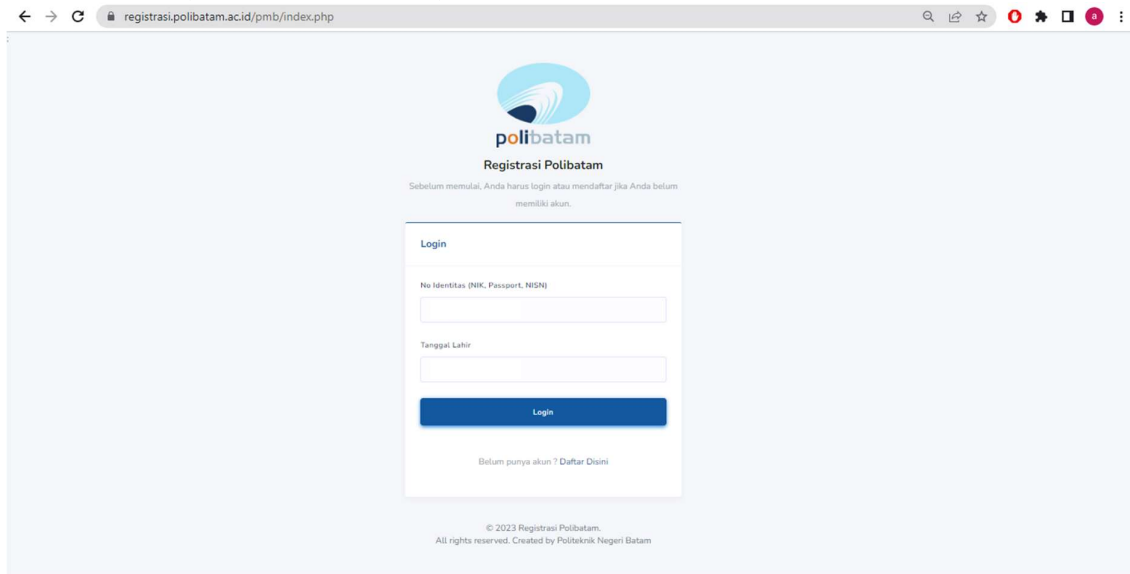 registrasi.polibatam.ac.id/pmb/index.php
a
polibatam
Registrasi Polibatam
Sebelum memulai, Anda harus login atau mendaftar jika Anda belum
memiliki akun.
Login
No Identitas (NIK, Passport, NISN)
Tanggal Lahir
Login
Belum punya akun ? Daftar Disini
© 2023 Registrasi Polibatam.
All rights reserved. Created by Politeknik Negeri Batam